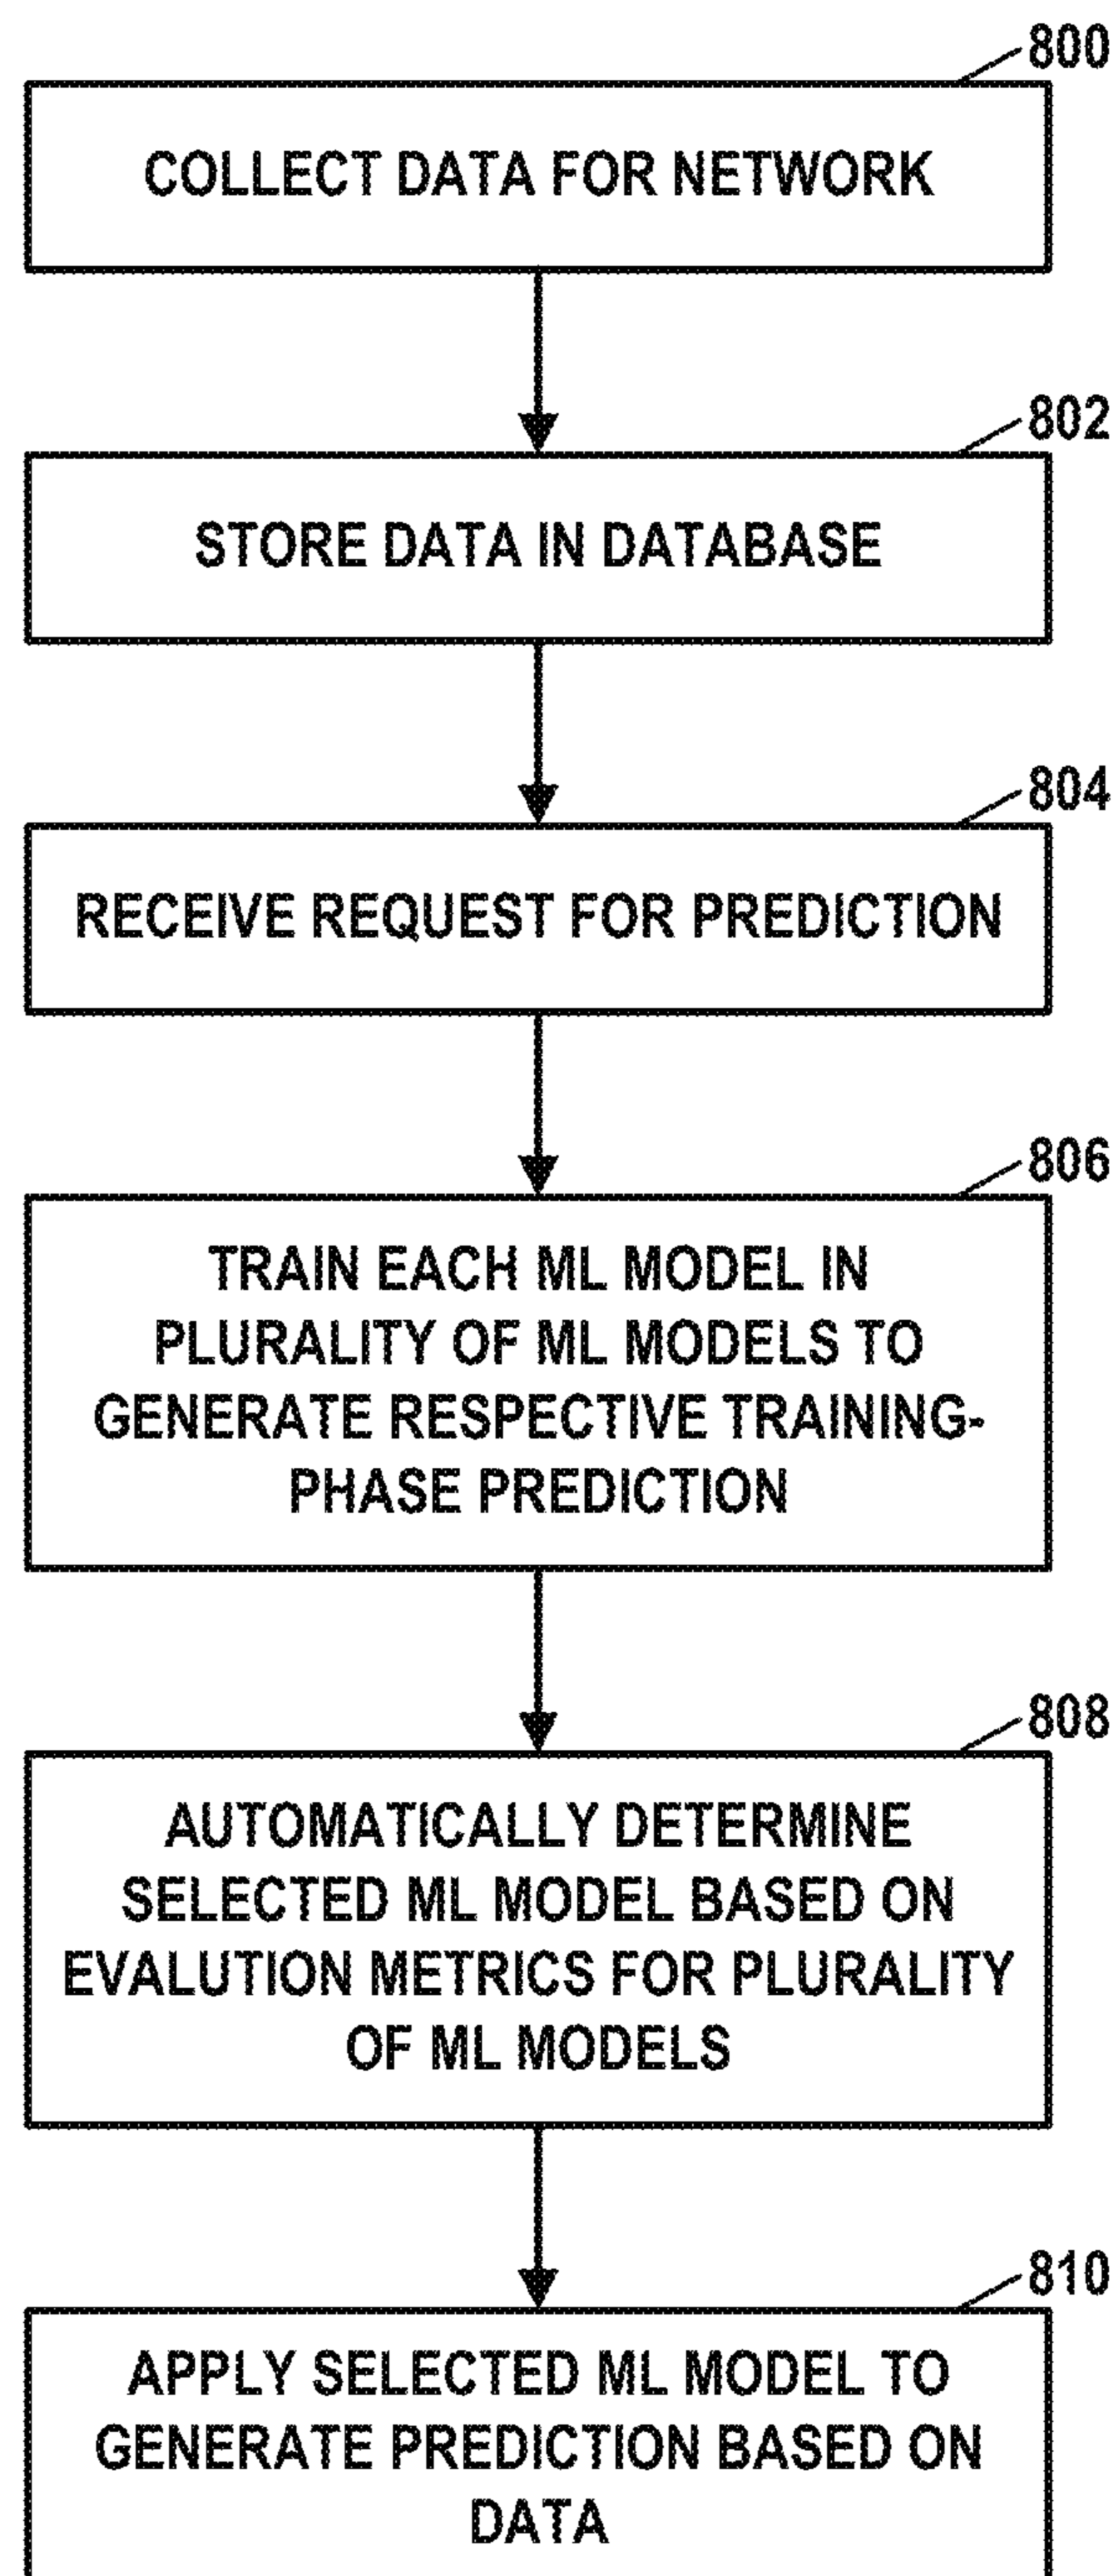 800
COLLECT DATA FOR NETWORK
802
STORE DATA IN DATABASE
804
RECEIVE REQUEST FOR PREDICTION
806
TRAIN EACH ML MODEL IN
PLURALITY OF ML MODELS TO
GENERATE RESPECTIVE TRAINING-
PHASE PREDICTION
808
AUTOMATICALLY DETERMINE
SELECTED ML MODEL BASED ON
EVALUTION METRICS FOR PLURALITY
OF ML MODELS
810
APPLY SELECTED ML MODEL TO
GENERATE PREDICTION BASED ON
DATA